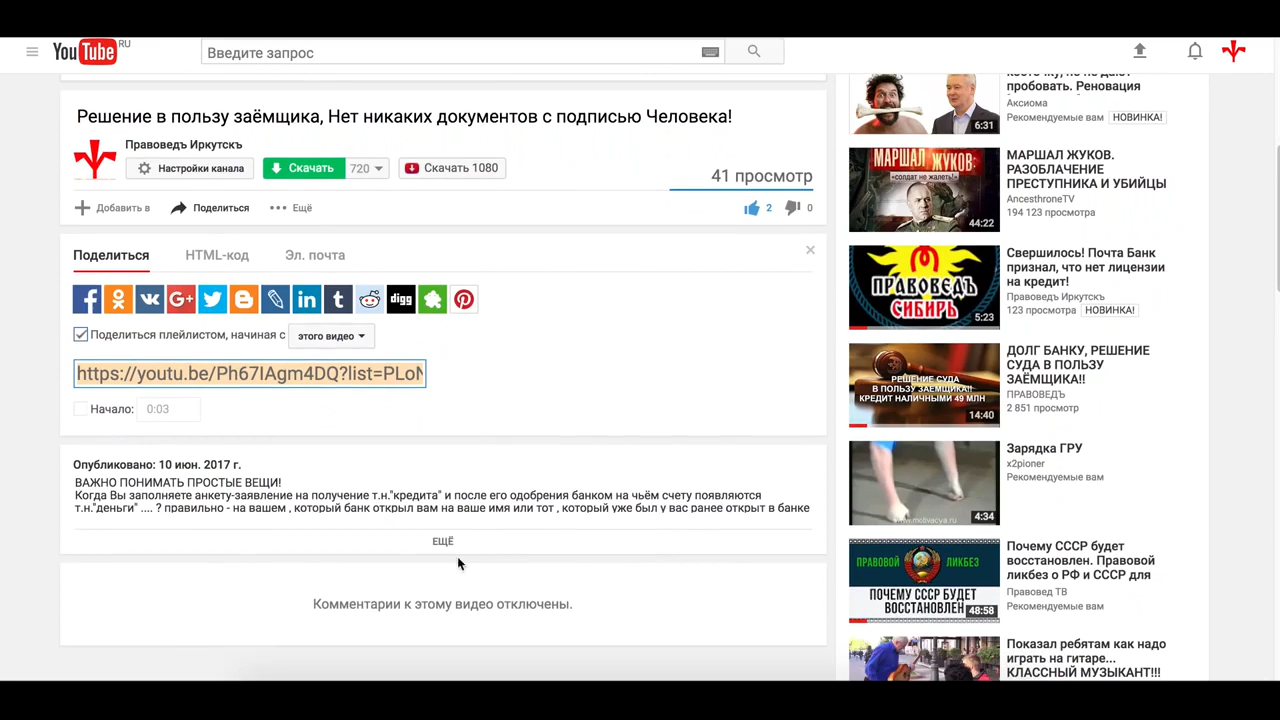 YouTube RU
Введите запрос
Решение в пользу заёмщика, Нет никаких документов с подписью Человека!
Правоведъ Иркутскъ
Настройки канала
Скачать 720
Скачать 1080
41 просмотр
Добавить в
Поделиться
Ещё
2
0
Поделиться
HTML-код
Эл. почта
digg
Поделиться плейлистом, начиная с этого видео
https://youtu.be/Ph67IAgm4DQ?list=PLoN
Начало: 0:03
Опубликовано: 10 июн. 2017 г.
ВАЖНО ПОНИМАТЬ ПРОСТЫЕ ВЕЩИ!
Когда Вы заполняете анкету-заявление на получение т.н."кредита" и после его одобрения банком на чьём счету появляются
т.н."деньги" .... ? правильно - на вашем , который банк открыл вам на ваше имя или тот , который уже был у вас ранее открыт в банке
ЕЩЁ
Комментарии к этому видео отключены.
косточку, но не дают
пробовать. Реновация
Аксиома
Рекомендуемые вам НОВИНКА!
6:31
МАРШАЛ ЖУКОВ
«солдат не жалеть!»
44:22
МАРШАЛ ЖУКОВ.
РАЗОБЛАЧЕНИЕ
ПРЕСТУПНИКА И УБИЙЦЫ
AncesthroneTV
194 123 просмотра
ПРАВОВЕДЪ
СИБИРЬ
5:23
Свершилось! Почта Банк
признал, что нет лицензии
на кредит!
Правоведъ Иркутскъ
123 просмотра НОВИНКА!
РЕШЕНИЕ СУДА
В ПОЛЬЗУ ЗАЕМЩИКА!!
КРЕДИТ НАЛИЧНЫМИ 49 МЛН
14:40
ДОЛГ БАНКУ, РЕШЕНИЕ
СУДА В ПОЛЬЗУ
ЗАЁМЩИКА!!
ПРАВОВЕДЪ
2 851 просмотр
www.molivacya.ru
4:34
Зарядка ГРУ
x2pioner
Рекомендуемые вам
ПРАВОВОЙ ЛИКБЕЗ
ПОЧЕМУ СССР БУДЕТ
ВОССТАНОВЛЕН
48:58
Почему СССР будет
восстановлен. Правовой
ликбез о РФ и СССР для
Правовед ТВ
Рекомендуемые вам
Показал ребятам как надо
играть на гитаре...
КЛАССНЫЙ МУЗЫКАНТ!!!